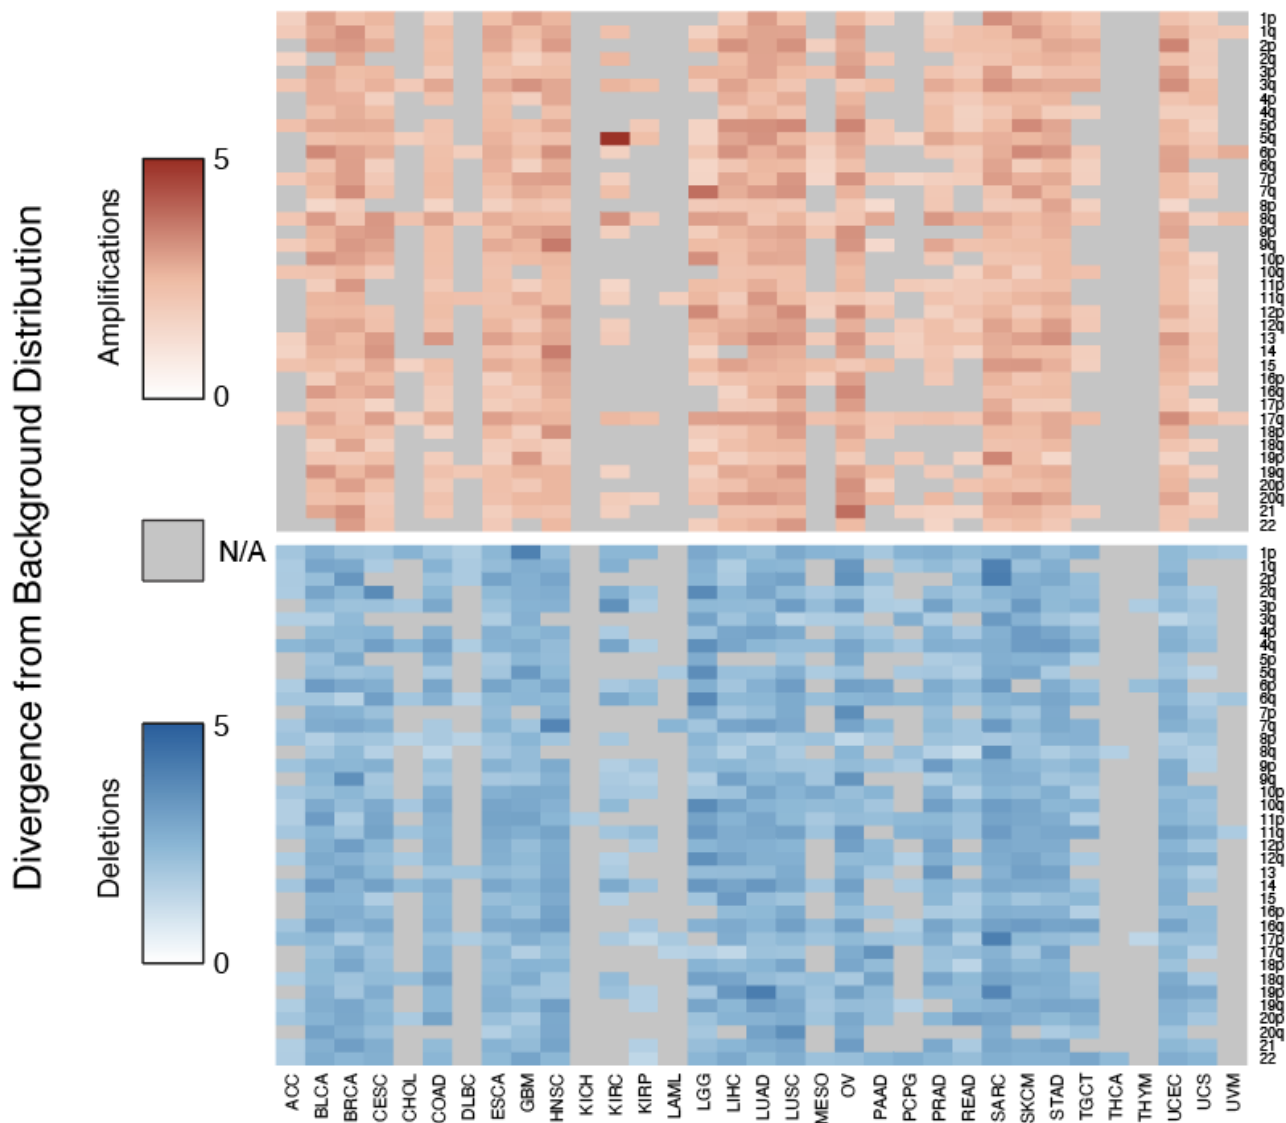 Divergence from Background Distribution
Amplifications
5
0
N/A
Deletions
5
0
1p
1q
2p
2q
3p
3q
4p
4q
5p
5q
6p
6q
7p
7q
8p
8q
9p
9q
10p
10q
11p
11q
12p
12q
13
14
15
16p
16q
17p
17q
18p
18q
19p
19q
20p
20q
21
22
1p
1q
2p
2q
3p
3q
4p
4q
5p
5q
6p
6q
7p
7q
8p
8q
9p
9q
10p
10q
11p
11q
12p
12q
13
14
15
16p
16q
17p
17q
18p
18q
19p
19q
20p
20q
21
22
ACC
BLCA
BRCA
CESC
CHOL
COAD
DLBC
ESCA
GBM
HNSC
KICH
KIRC
KIRP
LAML
LGG
LIHC
LUAD
LUSC
MESO
OV
PAAD
PCPG
PRAD
READ
SARC
SKCM
STAD
TGCT
THCA
THYM
UCEC
UCS
UVM